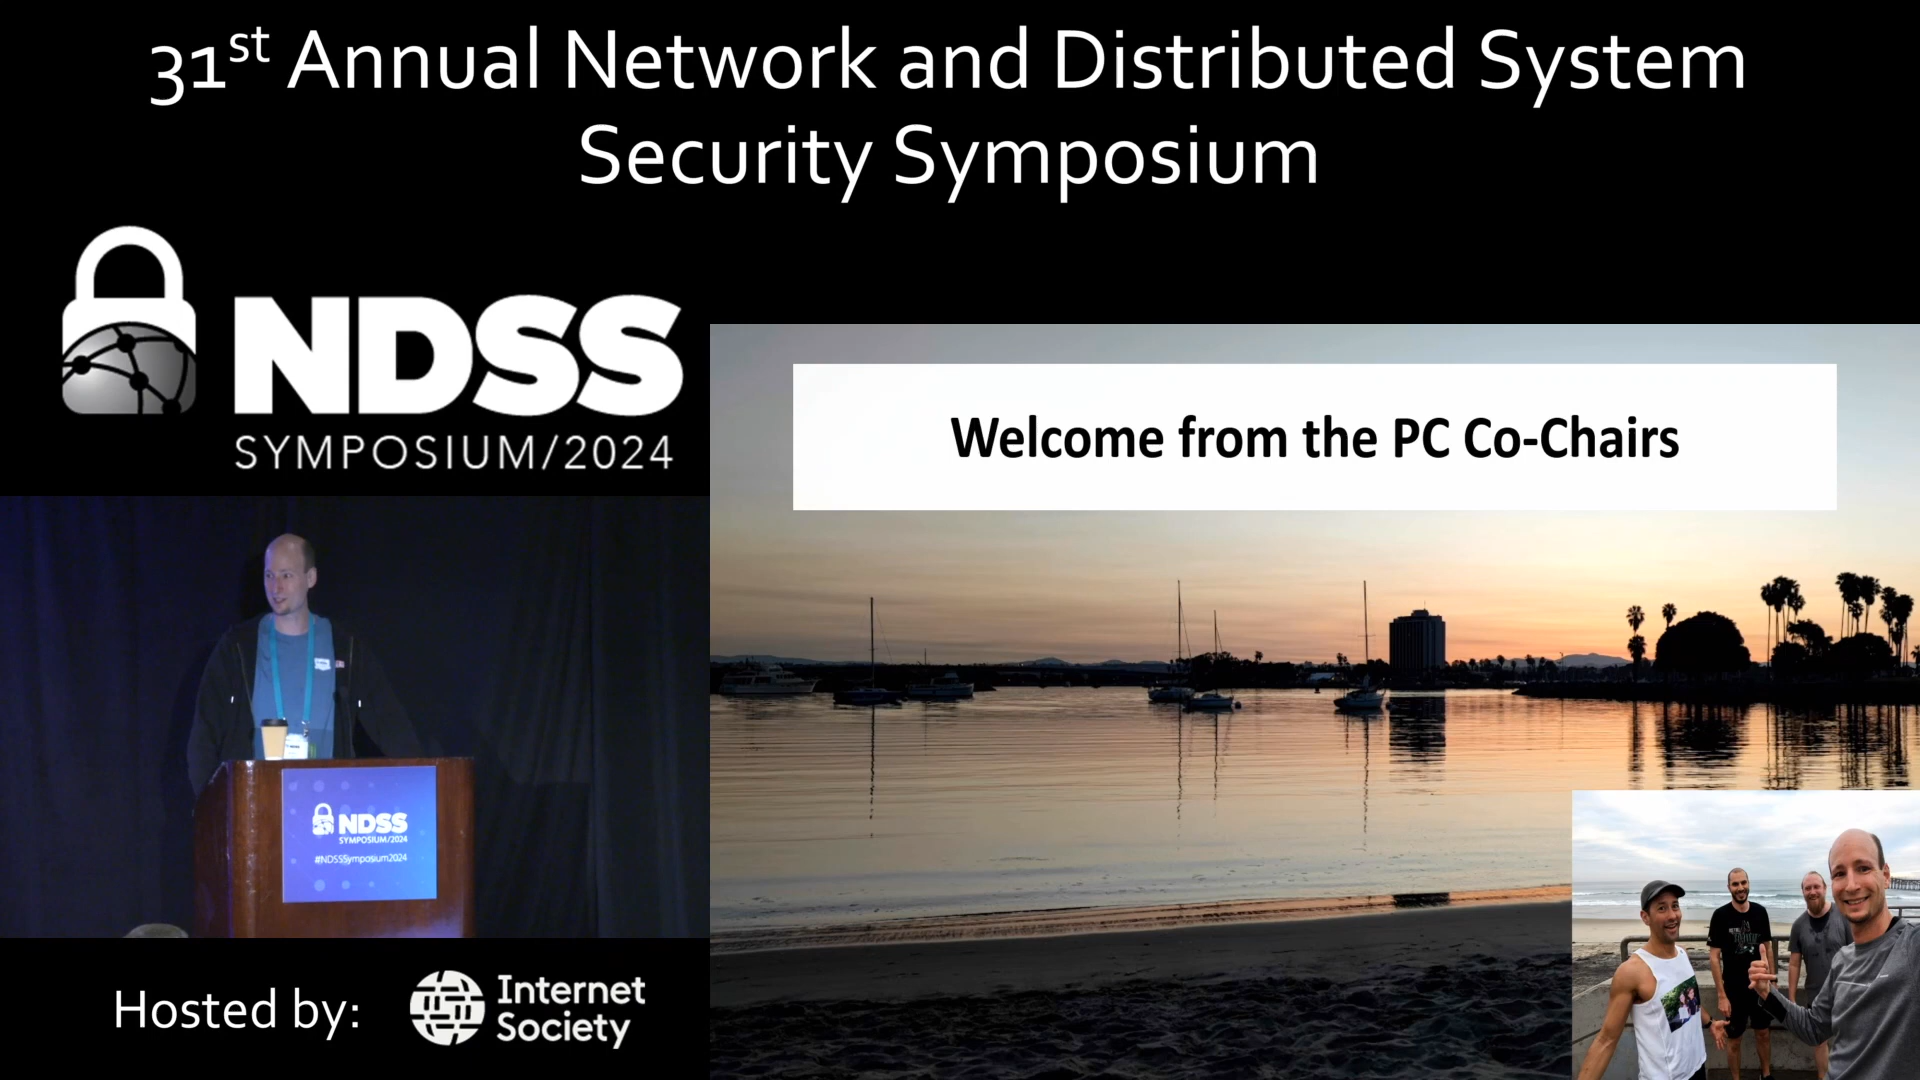 31st Annual Network and Distributed System
Security Symposium
NDSS
SYMPOSIUM/2024
Welcome from the PC Co-Chairs
NDSS
SYMPOSIUM/2024
#NDSSSymposium2024
Hosted by:
Internet
Society